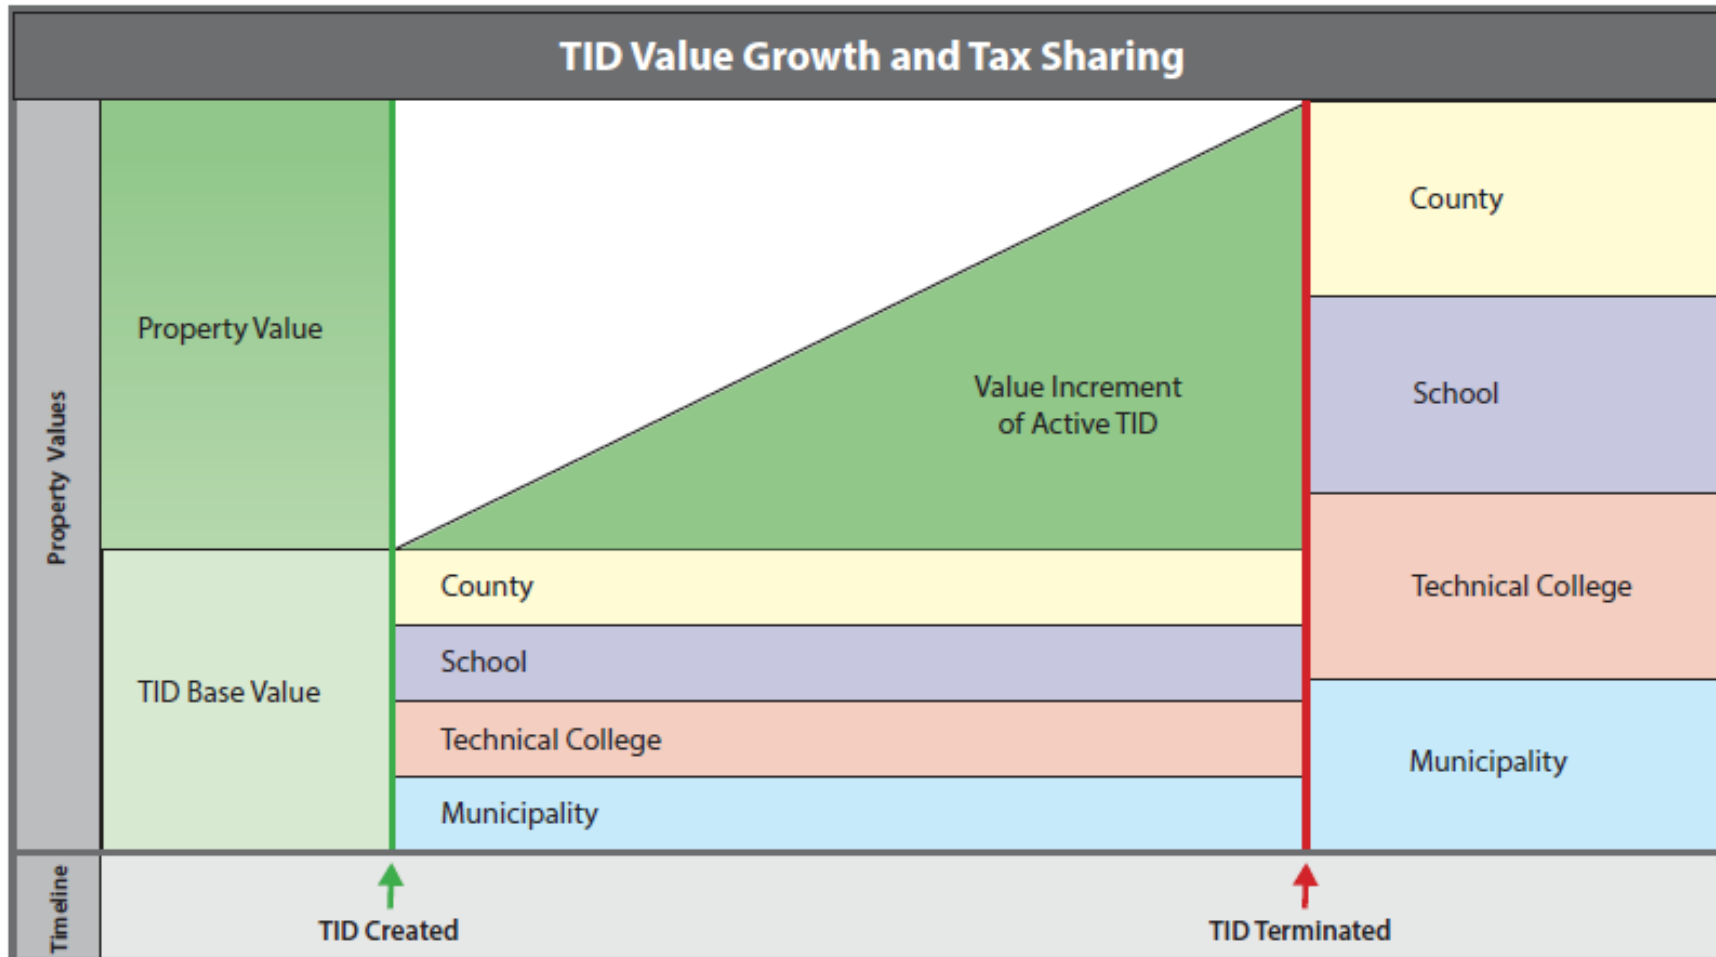 TID Value Growth and Tax Sharing
Property Values
Property Value
TID Base Value
Value Increment
of Active TID
County
School
Technical College
Municipality
County
School
Technical College
Municipality
Timeline
TID Created
TID Terminated